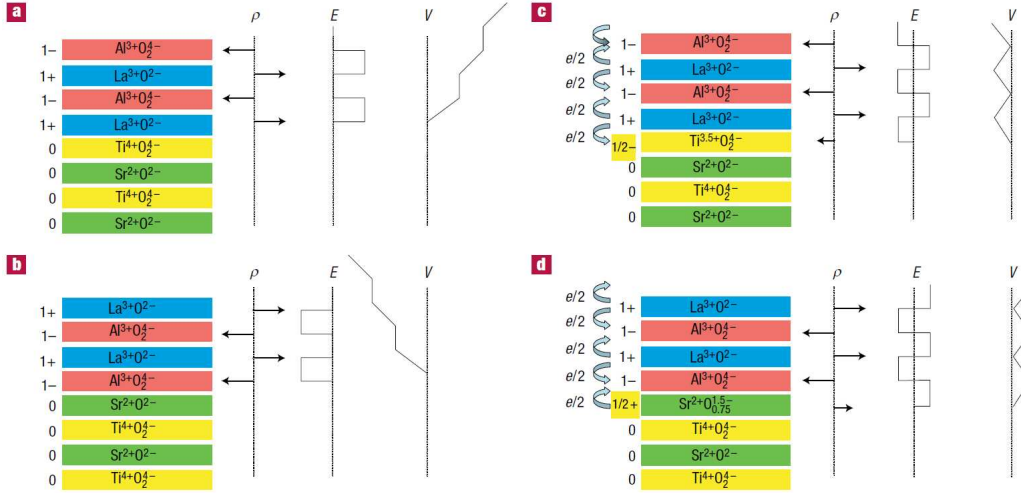 a
ρ E V
1– Al³⁺O₂⁴⁻
1+ La³⁺O²⁻
1– Al³⁺O₂⁴⁻
1+ La³⁺O²⁻
0 Ti⁴⁺O₂⁴⁻
0 Sr²⁺O²⁻
0 Ti⁴⁺O₂⁴⁻
0 Sr²⁺O²⁻
b
ρ E V
1+ La³⁺O²⁻
1– Al³⁺O₂⁴⁻
1+ La³⁺O²⁻
1– Al³⁺O₂⁴⁻
0 Sr²⁺O²⁻
0 Ti⁴⁺O₂⁴⁻
0 Sr²⁺O²⁻
0 Ti⁴⁺O₂⁴⁻
c
ρ E V
1– Al³⁺O₂⁴⁻
e/2
1+ La³⁺O²⁻
e/2
1– Al³⁺O₂⁴⁻
e/2
1+ La³⁺O²⁻
e/2
1/2– Ti³·⁵⁺O₂⁴⁻
0 Sr²⁺O²⁻
0 Ti⁴⁺O₂⁴⁻
0 Sr²⁺O²⁻
d
ρ E V
e/2
1+ La³⁺O²⁻
e/2
1– Al³⁺O₂⁴⁻
e/2
1+ La³⁺O²⁻
e/2
1– Al³⁺O₂⁴⁻
e/2
1/2+ Sr²⁺O₀.₇₅¹·⁵⁻
0 Ti⁴⁺O₂⁴⁻
0 Sr²⁺O²⁻
0 Ti⁴⁺O₂⁴⁻